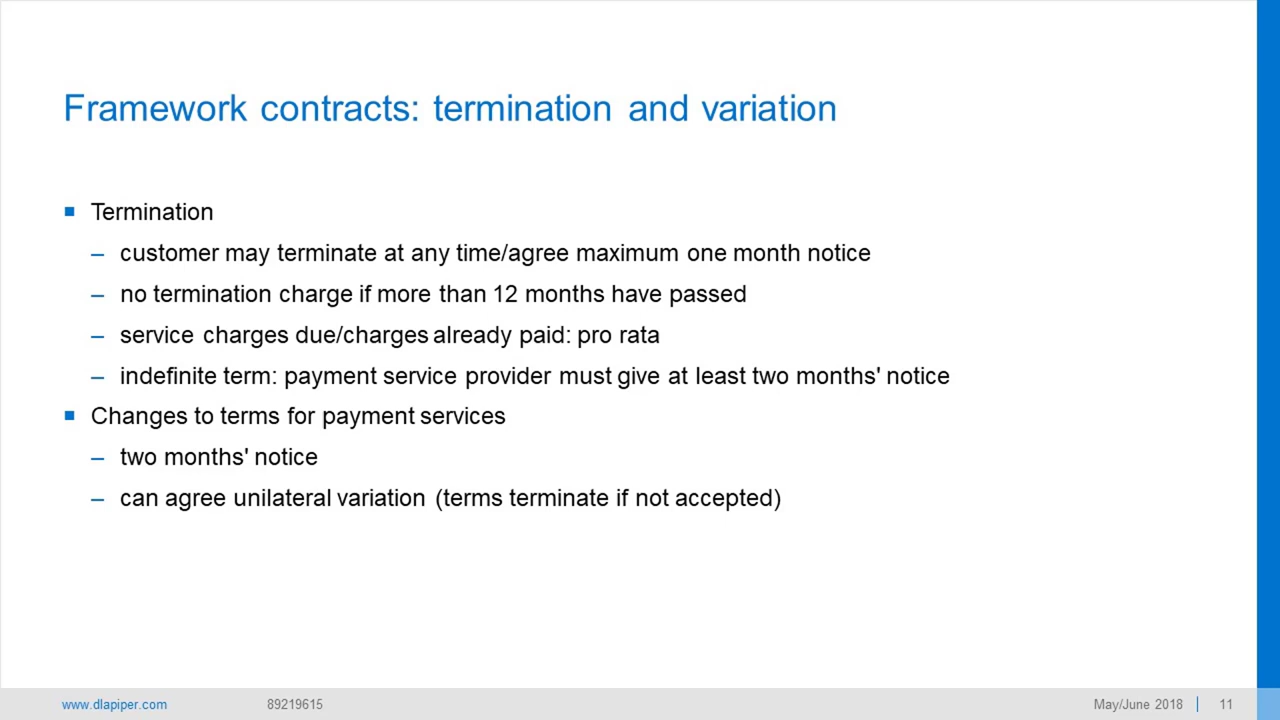 Framework contracts: termination and variation
■ Termination
– customer may terminate at any time/agree maximum one month notice
– no termination charge if more than 12 months have passed
– service charges due/charges already paid: pro rata
– indefinite term: payment service provider must give at least two months' notice
■ Changes to terms for payment services
– two months' notice
– can agree unilateral variation (terms terminate if not accepted)
www.dlapiper.com 89219615 May/June 2018 | 11